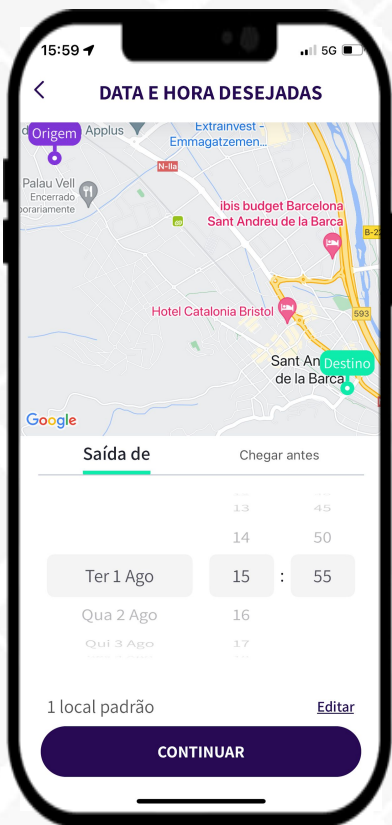 15:59
5G
DATA E HORA DESEJADAS
Origem
Applus
Extrainvest -
Emmagatzemen...
N-IIa
Palau Vell
Encerrado
orariamente
ibis budget Barcelona
Sant Andreu de la Barca
B-2
Hotel Catalonia Bristol
593
Sant An
Destino
de la Barca
Google
Saída de
Chegar antes
13 45
14 50
Ter 1 Ago 15 : 55
Qua 2 Ago 16
Qui 3 Ago 17
1 local padrão
Editar
CONTINUAR